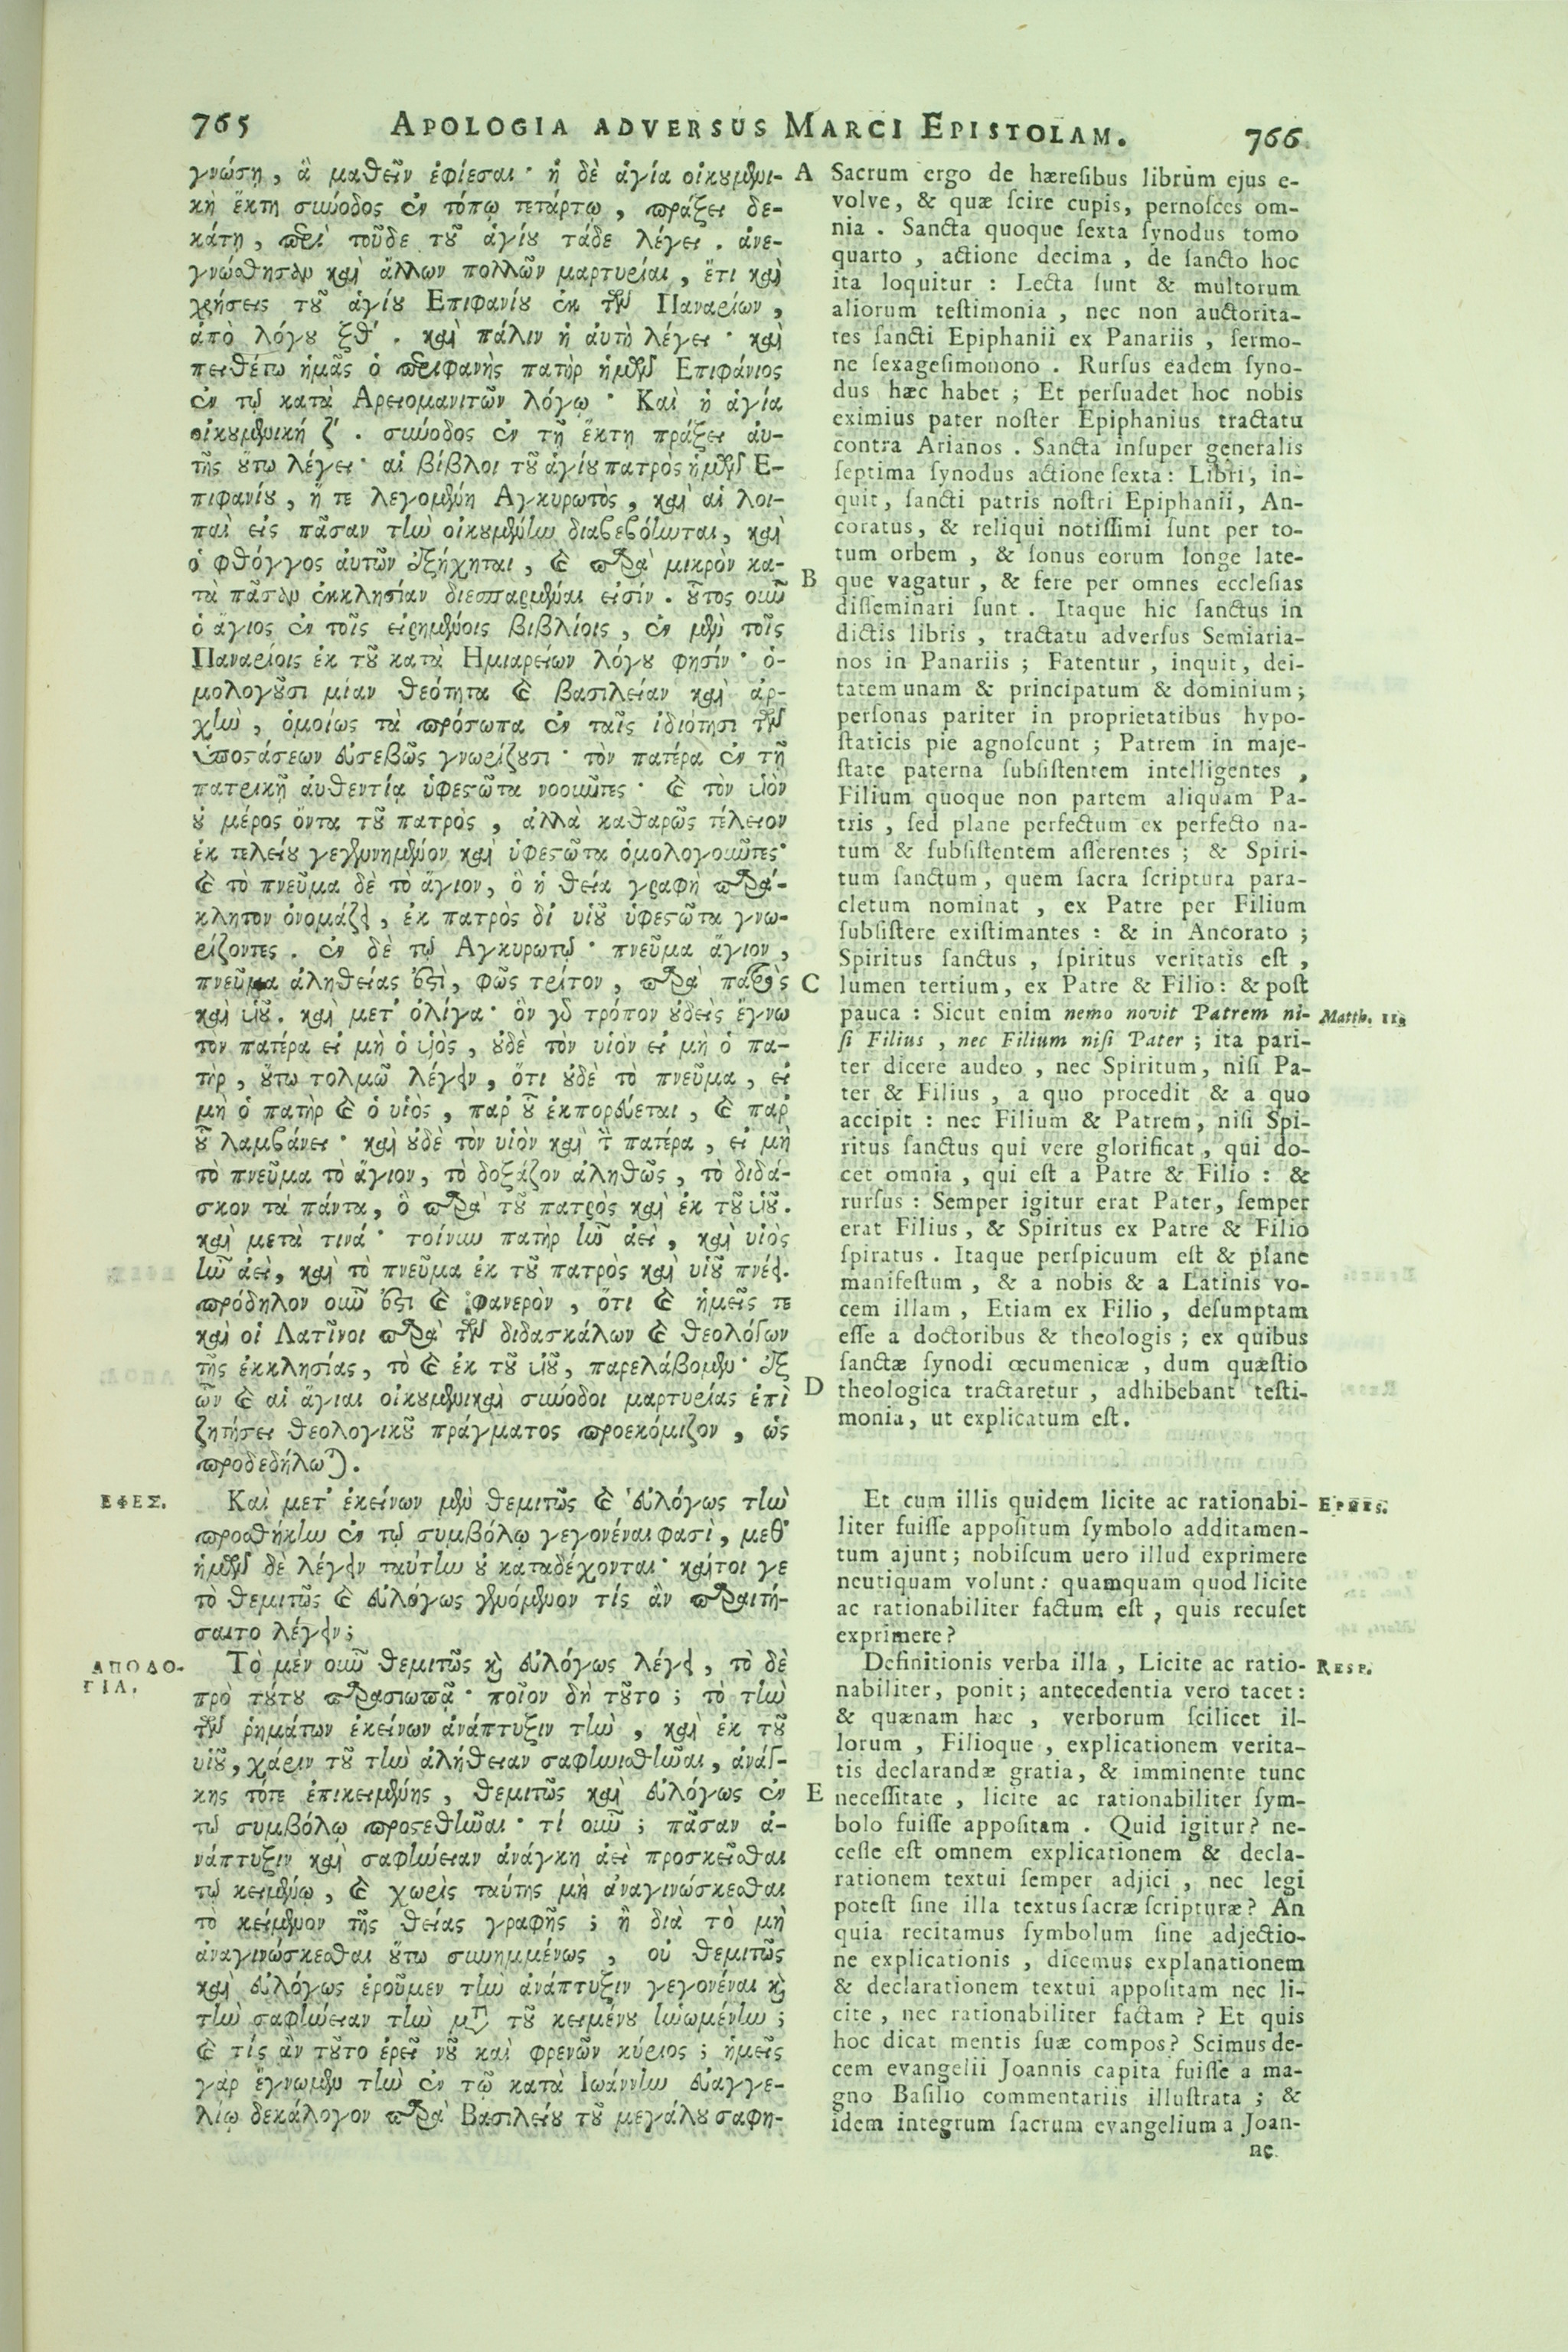 765 APOLOGIA ADVERSUS MARCI EPISTOLAM. 766
γνώσῃ, ἃ μαθεῖν ἐφίεσαι· ἡ δὲ ἁγία οἰκουμενι-
κὴ ἕκτη σύνοδος ἐν τόπῳ τετάρτῳ, πράξει δε-
κάτῃ, περὶ τοῦδε τοῦ ἁγίου τάδε λέγει. ἀνε-
γνώσθησαν καὶ ἄλλων πολλῶν μαρτυρίαι, ἔτι καὶ
χρήσεις τοῦ ἁγίου Ἐπιφανίου ἐκ τῶν Παναρίων,
ἀπὸ λόγου ξθ΄. καὶ πάλιν ἡ αὐτὴ λέγει· καὶ
πειθέτω ἡμᾶς ὁ περιφανὴς πατὴρ ἡμῶν Ἐπιφάνιος
ἐν τῷ κατὰ Ἀρειομανιτῶν λόγῳ· Καὶ ἡ ἁγία
οἰκουμενική ζ΄. σύνοδος ἐν τῇ ἕκτῃ πράξει αὐ-
τῆς οὕτω λέγει· αἱ βίβλοι τοῦ ἁγίου πατρὸς ἡμῶν Ἐ-
πιφανίου, ἥ τε λεγομένη Ἀγκυρωτὸς, καὶ αἱ λοι-
παὶ εἰς πᾶσαν τὴν οἰκουμένην διαβεβόηνται, καὶ
ὁ φθόγγος αὐτῶν ἐξήχηται, καὶ παρὰ μικρὸν κα-
τὰ πᾶσαν ἐκκλησίαν διεσπαρμέναι εἰσίν. οὗτος οὖν
ὁ ἅγιος ἐν τοῖς εἰρημένοις βιβλίοις, ἐν μὲν τοῖς
Παναρίοις ἐκ τοῦ κατὰ Ἡμιαρείων λόγου φησίν· ὁ-
μολογοῦσι μίαν θεότητα καὶ βασιλείαν καὶ ἀρ-
χὴν, ὁμοίως τὰ πρόσωπα ἐν ταῖς ἰδιότησι τῶν
ὑποστάσεων εὐσεβῶς γνωρίζουσι· τὸν πατέρα ἐν τῇ
πατρικῇ αὐθεντίᾳ ὑφεστῶτα νοοῦντες· καὶ τὸν υἱὸν
οὐ μέρος ὄντα τοῦ πατρὸς, ἀλλὰ καθαρῶς τέλειον
ἐκ τελείου γεγεννημένον καὶ ὑφεστῶτα ὁμολογοῦντες·
καὶ τὸ πνεῦμα δὲ τὸ ἅγιον, ὃ ἡ θεία γραφὴ παρά-
κλητον ὀνομάζει, ἐκ πατρὸς δι᾽ υἱοῦ ὑφεστῶτα γνω-
ρίζοντες. ἐν δὲ τῷ Ἀγκυρωτῷ· πνεῦμα ἅγιον,
πνεῦμα ἀληθείας ἐστὶ, φῶς τρίτον, παρὰ πατρὸς
καὶ υἱοῦ. καὶ μετ᾽ ὀλίγα· ὃν γὰρ τρόπον οὐδεὶς ἔγνω
τὸν πατέρα εἰ μὴ ὁ υἱὸς, οὐδὲ τὸν υἱὸν εἰ μὴ ὁ πα-
τὴρ, οὕτω τολμῶ λέγειν, ὅτι οὐδὲ τὸ πνεῦμα, εἰ
μὴ ὁ πατὴρ καὶ ὁ υἱὸς, παρ᾽ οὗ ἐκπορεύεται, καὶ παρ᾽
οὗ λαμβάνει· καὶ οὐδὲ τὸν υἱὸν καὶ τὸν πατέρα, εἰ μὴ
τὸ πνεῦμα τὸ ἅγιον, τὸ δοξάζον ἀληθῶς, τὸ διδά-
σκον τὰ πάντα, ὃ παρὰ τοῦ πατρὸς καὶ ἐκ τοῦ υἱοῦ.
καὶ μετὰ τινά· τοίνυν πατὴρ ἦν ἀεὶ, καὶ υἱὸς
ἦν ἀεὶ, καὶ τὸ πνεῦμα ἐκ τοῦ πατρὸς καὶ υἱοῦ πνέει.
πρόδηλον οὖν ἐστι καὶ φανερὸν, ὅτι καὶ ἡμεῖς τε
καὶ οἱ Λατῖνοι παρὰ τῶν διδασκάλων καὶ θεολόγων
τῆς ἐκκλησίας, τὸ καὶ ἐκ τοῦ υἱοῦ, παρελάβομεν· ἐξ
ὧν καὶ αἱ ἅγιαι οἰκουμενικαὶ σύνοδοι μαρτυρίας ἐπὶ
ζητήσει θεολογικοῦ πράγματος προεκόμιζον, ὡς
προδεδήλωται.
ΕΦΕΣ. Καὶ μετ᾽ ἐκείνων μὲν θεμιτῶς καὶ εὐλόγως τὴν
προσθήκην ἐν τῷ συμβόλῳ γεγονέναι φασὶ, μεθ᾽
ἡμῶν δὲ λέγειν ταύτην οὐ καταδέχονται· καίτοι γε
τὸ θεμιτῶς καὶ εὐλόγως γενόμενον τίς ἂν παραιτή-
σαιτο λέγειν;
ΑΠΟΛΟ-
ΓΙΑ. Τὸ μὲν οὖν θεμιτῶς καὶ εὐλόγως λέγει, τὸ δὲ
πρὸ τούτου παρασιωπᾷ· ποῖον δὴ τοῦτο; τὸ τὴν
τῶν ῥημάτων ἐκείνων ἀνάπτυξιν τὴν, καὶ ἐκ τοῦ
υἱοῦ, χάριν τοῦ τὴν ἀλήθειαν σαφηνισθῆναι, ἀνάγ-
κης τότε ἐπικειμένης, θεμιτῶς καὶ εὐλόγως ἐν
τῷ συμβόλῳ προστεθῆναι· τί οὖν; πᾶσαν ἀ-
νάπτυξιν καὶ σαφήνειαν ἀνάγκη ἀεὶ προσκεῖσθαι
τῷ κειμένῳ, καὶ χωρὶς ταύτης μὴ ἀναγινώσκεσθαι
τὸ κείμενον τῆς θείας γραφῆς; ἢ διὰ τὸ μὴ
ἀναγινώσκεσθαι οὕτω συνημμένως, οὐ θεμιτῶς
καὶ εὐλόγως ἐροῦμεν τὴν ἀνάπτυξιν γεγονέναι καὶ
τὴν σαφήνειαν τὴν μετὰ τοῦ κειμένου ἡνωμένην;
καὶ τίς ἂν τοῦτο ἐρεῖ νοῦ καὶ φρενῶν κύριος; ἡμεῖς
γάρ ἔγνωμεν τὴν ἐν τῷ κατὰ Ἰωάννην εὐαγγε-
λίῳ δεκάλογον παρὰ Βασιλείου τοῦ μεγάλου σαφη-
A Sacrum ergo de hæresibus librum ejus e-
volve, & quæ scire cupis, pernosces om-
nia. Sancta quoque sexta synodus tomo
quarto, actione decima, de sancto hoc
ita loquitur: Lecta sunt & multorum
aliorum testimonia, nec non auctorita-
tes sancti Epiphanii ex Panariis, sermo-
ne sexagesimonono. Rursus eadem syno-
dus hæc habet; Et persuadet hoc nobis
eximius pater noster Epiphanius tractatu
contra Arianos. Sancta insuper generalis
septima synodus actione sexta: Libri, in-
quit, sancti patris nostri Epiphanii, An-
coratus, & reliqui notissimi sunt per to-
tum orbem, & sonus eorum longe late-
B que vagatur, & fere per omnes ecclesias
disseminari sunt. Itaque hic sanctus in
dictis libris, tractatu adversus Semiaria-
nos in Panariis; Fatentur, inquit, dei-
tatem unam & principatum & dominium;
personas pariter in proprietatibus hypo-
staticis pie agnoscunt; Patrem in maje-
state paterna subsistentem intelligentes,
Filium quoque non partem aliquam Pa-
tris, sed plane perfectum ex perfecto na-
tum & subsistentem asserentes; & Spiri-
tum sanctum, quem sacra scriptura para-
cletum nominat, ex Patre per Filium
subsistere existimantes: & in Ancorato;
Spiritus sanctus, spiritus veritatis est,
C lumen tertium, ex Patre & Filio: & post
pauca: Sicut enim nemo novit Patrem ni- Matth. 11.
si Filius, nec Filium nisi Pater; ita pari-
ter dicere audeo, nec Spiritum, nisi Pa-
ter & Filius, a quo procedit & a quo
accipit: nec Filium & Patrem, nisi Spi-
ritus sanctus qui vere glorificat, qui do-
cet omnia, qui est a Patre & Filio: &
rursus: Semper igitur erat Pater, semper
erat Filius, & Spiritus ex Patre & Filio
spiratus. Itaque perspicuum est & plane
manifestum, & a nobis & a Latinis vo-
cem illam, Etiam ex Filio, desumptam
esse a doctoribus & theologis; ex quibus
sanctæ synodi œcumenicæ, dum quæstio
D theologica tractaretur, adhibebant testi-
monia, ut explicatum est.
Et cum illis quidem licite ac rationabi- EPHES.
liter fuisse appositum symbolo additamen-
tum ajunt; nobiscum uero illud exprimere
neutiquam volunt: quamquam quod licite
ac rationabiliter factum est, quis recuset
exprimere?
Definitionis verba illa, Licite ac ratio- RESP.
nabiliter, ponit; antecedentia vero tacet:
& quænam hæc, verborum scilicet il-
lorum, Filioque, explicationem verita-
tis declarandæ gratia, & imminente tunc
E necessitate, licite ac rationabiliter sym-
bolo fuisse appositam. Quid igitur? ne-
cesse est omnem explicationem & decla-
rationem textui semper adjici, nec legi
potest sine illa textus sacræ scripturæ? An
quia recitamus symbolum sine adjectio-
ne explicationis, dicemus explanationem
& declarationem textui appositam nec li-
cite, nec rationabiliter factam? Et quis
hoc dicat mentis suæ compos? Scimus de-
cem evangelii Joannis capita fuisse a ma-
gno Basilio commentariis illustrata; &
idem integrum sacrum evangelium a Joan-
ne